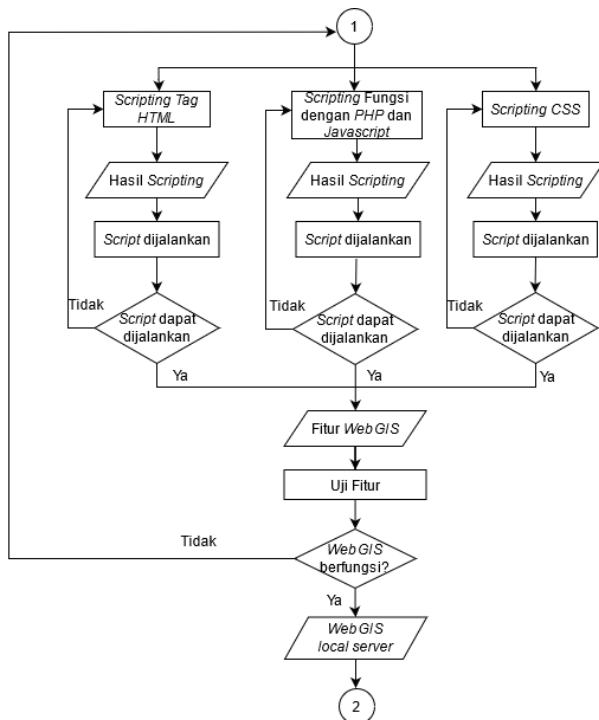 1
Scripting Tag
HTML
Scripting Fungsi
dengan PHP dan
Javascript
Scripting CSS
Hasil Scripting
Hasil Scripting
Hasil Scripting
Script dijalankan
Script dijalankan
Script dijalankan
Tidak
Tidak
Tidak
Script dapat
dijalankan
Script dapat
dijalankan
Script dapat
dijalankan
Ya
Ya
Ya
Fitur WebGIS
Uji Fitur
Tidak
WebGIS
berfungsi?
Ya
WebGIS
local server
2